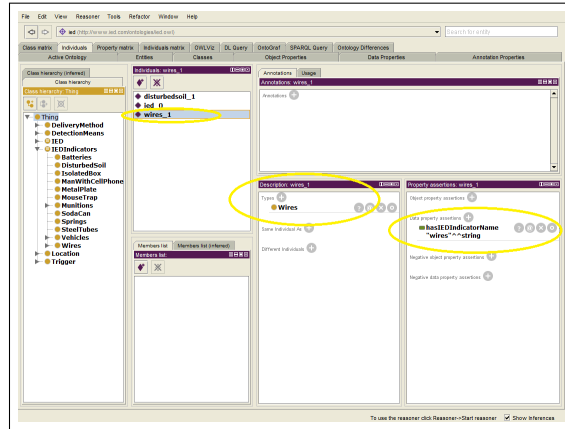 File Edit View Reasoner Tools Refactor Window Help
ied (http://www.ied.com/ontologies/ied.owl)
Search for entity
Class matrix Individuals Property matrix Individuals matrix OWLViz DL Query OntoGraf SPARQL Query Ontology Differences
Active Ontology Entities Classes Object Properties Data Properties Annotation Properties
Class hierarchy (inferred)
Class hierarchy
Class hierarchy: Thing
Thing
DeliveryMethod
DetectionMeans
IED
IEDIndicators
Batteries
DisturbedSoil
IsolatedBox
ManWithCellPhone
MetalPlate
MouseTrap
Munitions
SodaCan
Springs
SteelTubes
Vehicles
Wires
Location
Trigger
Individuals: wires_1
disturbedsoil_1
ied_0
wires_1
Members list Members list (inferred)
Members list:
Annotations Usage
Annotations: wires_1
Annotations
Description: wires_1
Types
Wires
Same Individual As
Different Individuals
Property assertions: wires_1
Object property assertions
Data property assertions
hasIEDIndicatorName
"wires"^^string
Negative object property assertions
Negative data property assertions
To use the reasoner click Reasoner->Start reasoner Show Inferences